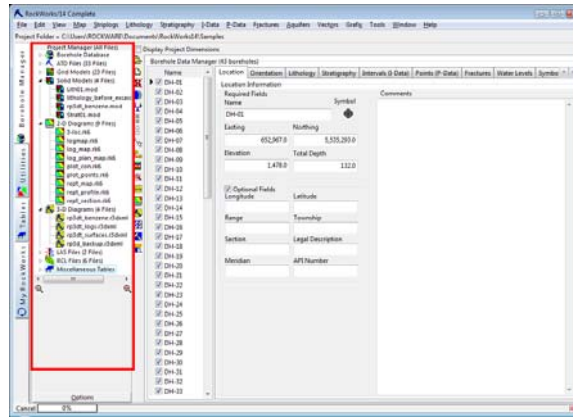 RockWorks/14 Complete
File Edit View Map Striplogs Lithology Stratigraphy I-Data P-Data Fractures Aquifers Vectors Grafix Tools Window Help
Project Folder = C:\Users\ROCKWARE\Documents\RockWorks14\Samples
Project Manager (All Files)
Borehole Database
ATD Files (33 Files)
Grid Models (23 Files)
Solid Models (4 Files)
Lith01.mod
rp3dt_benzene.mod
Strat01.mod
2-D Diagrams (9 Files)
3-loc.rk6
logmap.rk6
log_map.rk6
log_plan_map.rk6
plot_icon.rk6
plot_points.rk6
rept_map.rk6
rept_profile.rk6
rept_section.rk6
3-D Diagrams (4 Files)
rp3dt_benzene.r3dxml
rp3dt_logs.r3dxml
rp3dt_surfaces.r3dxml
rp3d_backup.r3dxml
LAS Files (2 Files)
RCL Files (6 Files)
Miscellaneous Tables
Options
Cancel 0%
Borehole Manager
Utilities
Tables
My RockWorks
Display Project Dimensions
Borehole Data Manager (43 boreholes)
Name
DH-01
DH-02
DH-03
DH-04
DH-05
DH-06
DH-07
DH-08
DH-09
DH-10
DH-11
DH-12
DH-13
DH-14
DH-15
DH-16
DH-17
DH-18
DH-19
DH-20
DH-21
DH-22
DH-23
DH-24
DH-25
DH-26
DH-27
DH-28
DH-29
DH-30
DH-31
DH-32
DH-33
Location Orientation Lithology Stratigraphy Intervals (I-Data) Points (P-Data) Fractures Water Levels Symbo
Location Information
Required Fields
Name Symbol
DH-01
Easting Northing
652,967.0 5,535,293.0
Elevation Total Depth
1,478.0 132.0
Optional Fields
Longitude Latitude
Range Township
Section Legal Description
Meridian API Number
Comments